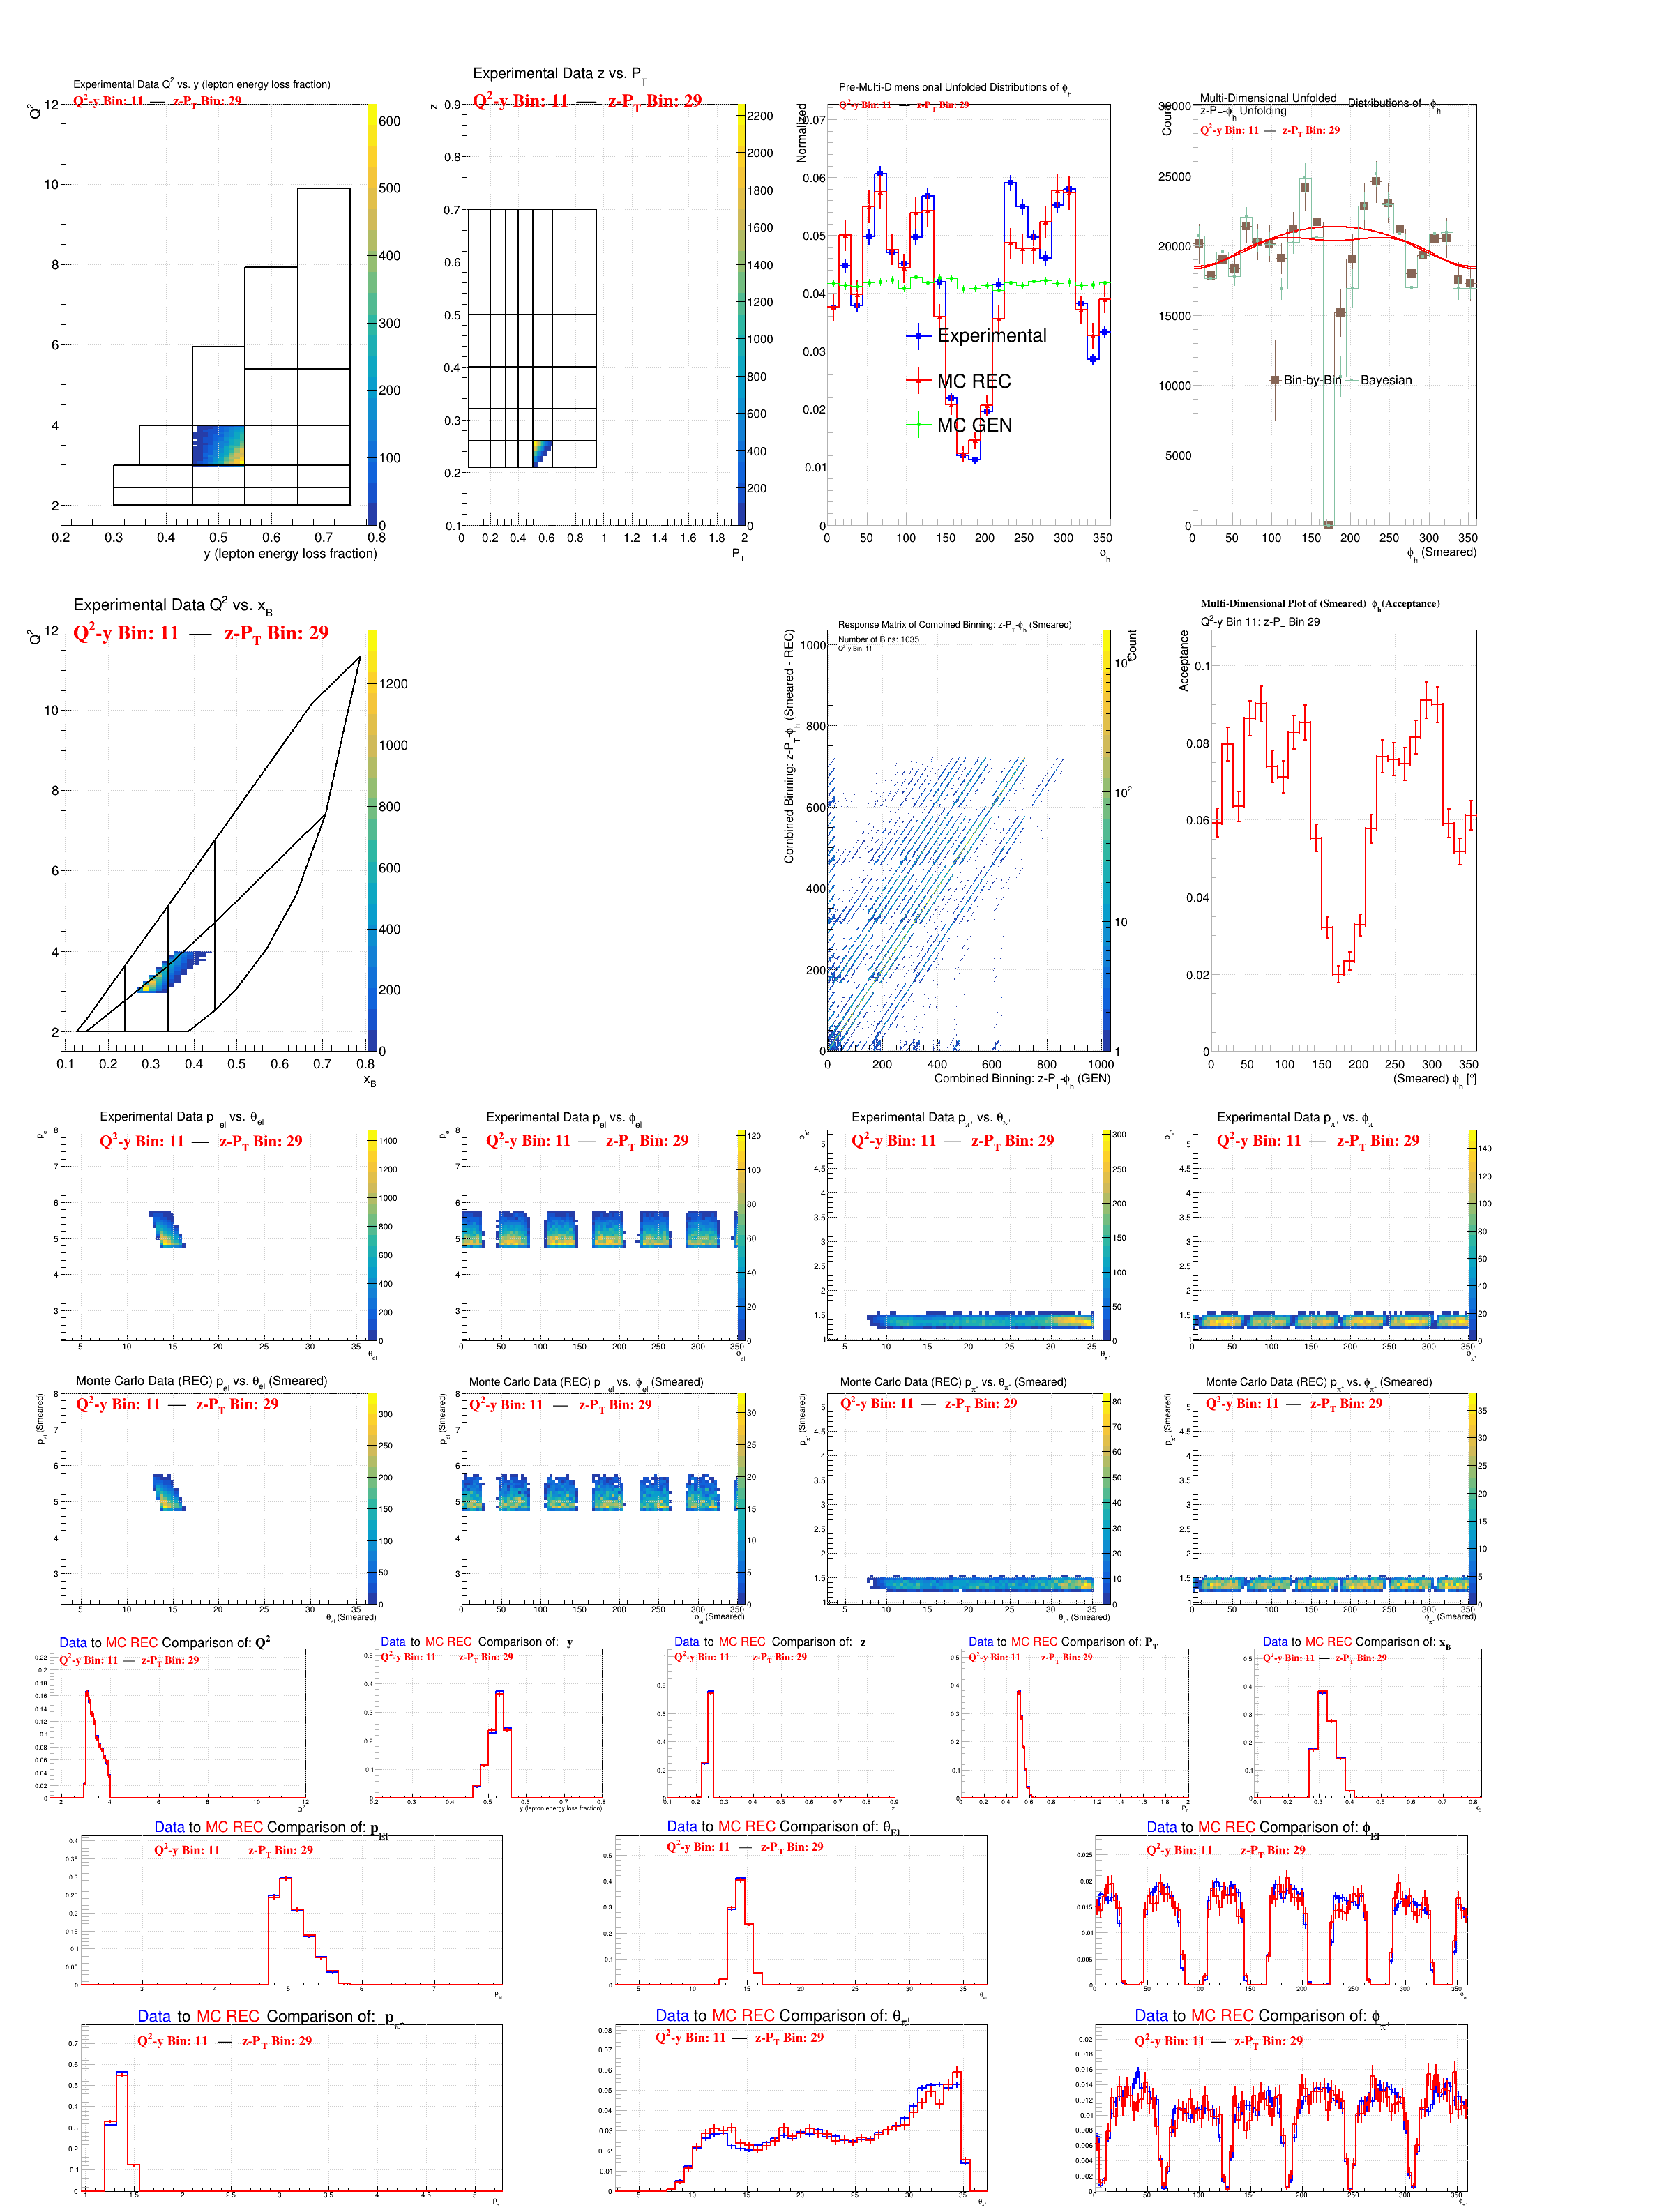 Experimental Data Q² vs. y (lepton energy loss fraction)
Q²-y Bin: 11 — z-P_T Bin: 29
Q²
y (lepton energy loss fraction)
Experimental Data z vs. P_T
Q²-y Bin: 11 — z-P_T Bin: 29
z
P_T
Pre-Multi-Dimensional Unfolded Distributions of ϕ_h
Q²-y Bin: 11 — z-P_T Bin: 29
Normalized
Experimental
MC REC
MC GEN
ϕ_h
Multi-Dimensional Unfolded Distributions of ϕ_h
z-P_T-ϕ_h Unfolding
Q²-y Bin: 11 — z-P_T Bin: 29
Count
Bin-by-Bin Bayesian
ϕ_h (Smeared)
Experimental Data Q² vs. x_B
Q²-y Bin: 11 — z-P_T Bin: 29
Q²
x_B
Response Matrix of Combined Binning: z-P_T-ϕ_h (Smeared)
Number of Bins: 1035
Q²-y Bin: 11
Count
Combined Binning: z-P_T-ϕ_h (Smeared - REC)
Combined Binning: z-P_T-ϕ_h (GEN)
Multi-Dimensional Plot of (Smeared) ϕ_h (Acceptance)
Q²-y Bin 11: z-P_T Bin 29
Acceptance
(Smeared) ϕ_h [°]
Experimental Data p_el vs. θ_el
Q²-y Bin: 11 — z-P_T Bin: 29
p_el
θ_el
Experimental Data p_el vs. ϕ_el
Q²-y Bin: 11 — z-P_T Bin: 29
p_el
ϕ_el
Experimental Data p_π⁺ vs. θ_π⁺
Q²-y Bin: 11 — z-P_T Bin: 29
p_π⁺
θ_π⁺
Experimental Data p_π⁺ vs. ϕ_π⁺
Q²-y Bin: 11 — z-P_T Bin: 29
p_π⁺
ϕ_π⁺
Monte Carlo Data (REC) p_el vs. θ_el (Smeared)
Q²-y Bin: 11 — z-P_T Bin: 29
p_el (Smeared)
θ_el (Smeared)
Monte Carlo Data (REC) p_el vs. ϕ_el (Smeared)
Q²-y Bin: 11 — z-P_T Bin: 29
p_el (Smeared)
ϕ_el (Smeared)
Monte Carlo Data (REC) p_π⁺ vs. θ_π⁺ (Smeared)
Q²-y Bin: 11 — z-P_T Bin: 29
p_π⁺ (Smeared)
θ_π⁺ (Smeared)
Monte Carlo Data (REC) p_π⁺ vs. ϕ_π⁺ (Smeared)
Q²-y Bin: 11 — z-P_T Bin: 29
p_π⁺ (Smeared)
ϕ_π⁺ (Smeared)
Data to MC REC Comparison of: Q²
Q²-y Bin: 11 — z-P_T Bin: 29
Q²
Data to MC REC Comparison of: y
Q²-y Bin: 11 — z-P_T Bin: 29
y (lepton energy loss fraction)
Data to MC REC Comparison of: z
Q²-y Bin: 11 — z-P_T Bin: 29
z
Data to MC REC Comparison of: P_T
Q²-y Bin: 11 — z-P_T Bin: 29
P_T
Data to MC REC Comparison of: x_B
Q²-y Bin: 11 — z-P_T Bin: 29
x_B
Data to MC REC Comparison of: p_El
Q²-y Bin: 11 — z-P_T Bin: 29
p_el
Data to MC REC Comparison of: θ_El
Q²-y Bin: 11 — z-P_T Bin: 29
θ_el
Data to MC REC Comparison of: ϕ_El
Q²-y Bin: 11 — z-P_T Bin: 29
ϕ_el
Data to MC REC Comparison of: p_π⁺
Q²-y Bin: 11 — z-P_T Bin: 29
p_π⁺
Data to MC REC Comparison of: θ_π⁺
Q²-y Bin: 11 — z-P_T Bin: 29
θ_π⁺
Data to MC REC Comparison of: ϕ_π⁺
Q²-y Bin: 11 — z-P_T Bin: 29
ϕ_π⁺